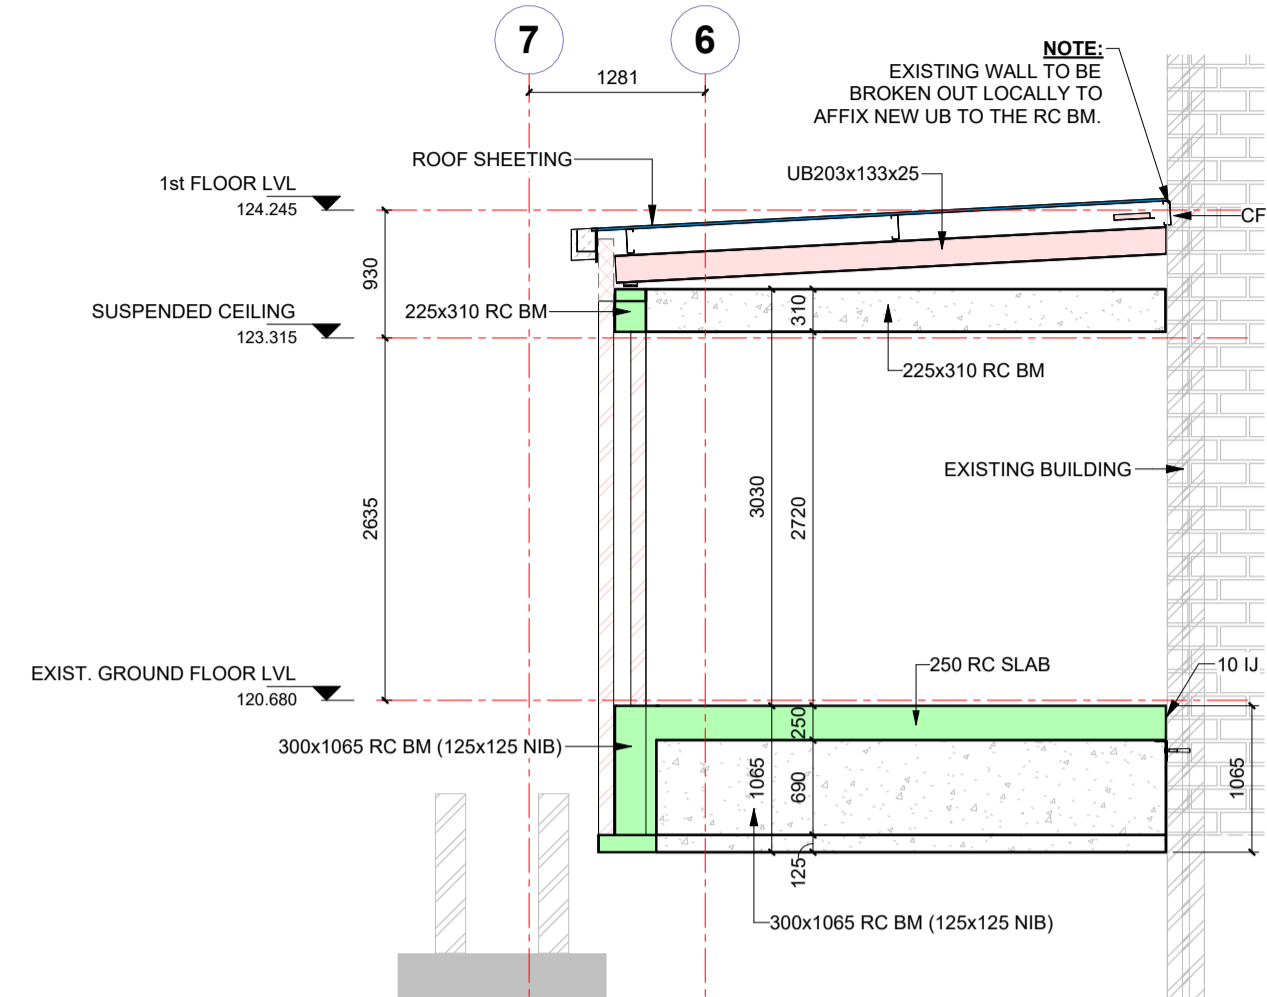 7
6
1281
NOTE:
EXISTING WALL TO BE
BROKEN OUT LOCALLY TO
AFFIX NEW UB TO THE RC BM.
ROOF SHEETING
UB203x133x25
1st FLOOR LVL
124.245
CF
930
SUSPENDED CEILING
123.315
225x310 RC BM
310
225x310 RC BM
EXISTING BUILDING
2635
3030
2720
EXIST. GROUND FLOOR LVL
120.680
250 RC SLAB
10 IJ
300x1065 RC BM (125x125 NIB)
250
1065
690
1065
125
300x1065 RC BM (125x125 NIB)